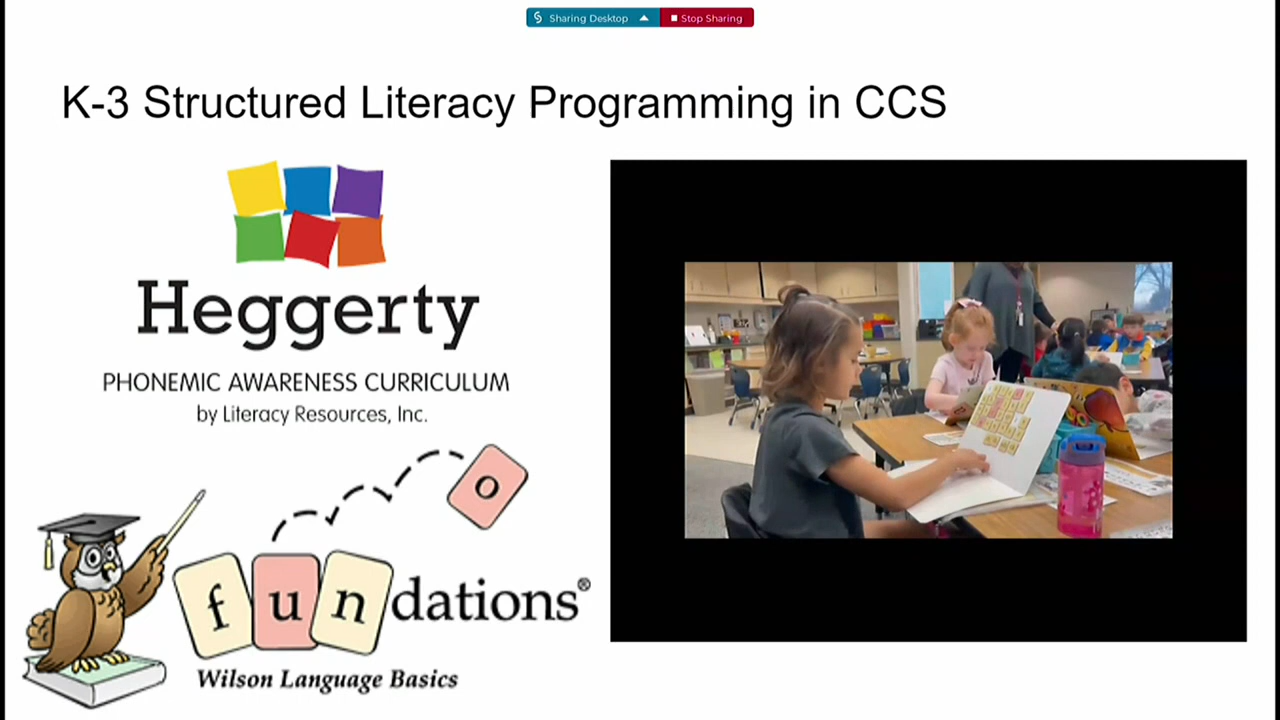 Sharing Desktop
Stop Sharing
K-3 Structured Literacy Programming in CCS
Heggerty
PHONEMIC AWARENESS CURRICULUM
by Literacy Resources, Inc.
o
fundations®
Wilson Language Basics